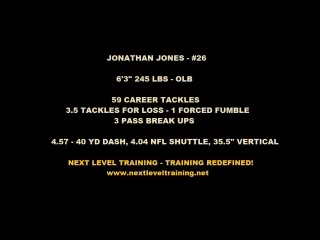 JONATHAN JONES - #26
6'3" 245 LBS - OLB
59 CAREER TACKLES
3.5 TACKLES FOR LOSS - 1 FORCED FUMBLE
3 PASS BREAK UPS
4.57 - 40 YD DASH, 4.04 NFL SHUTTLE, 35.5" VERTICAL
NEXT LEVEL TRAINING - TRAINING REDEFINED!
www.nextleveltraining.net